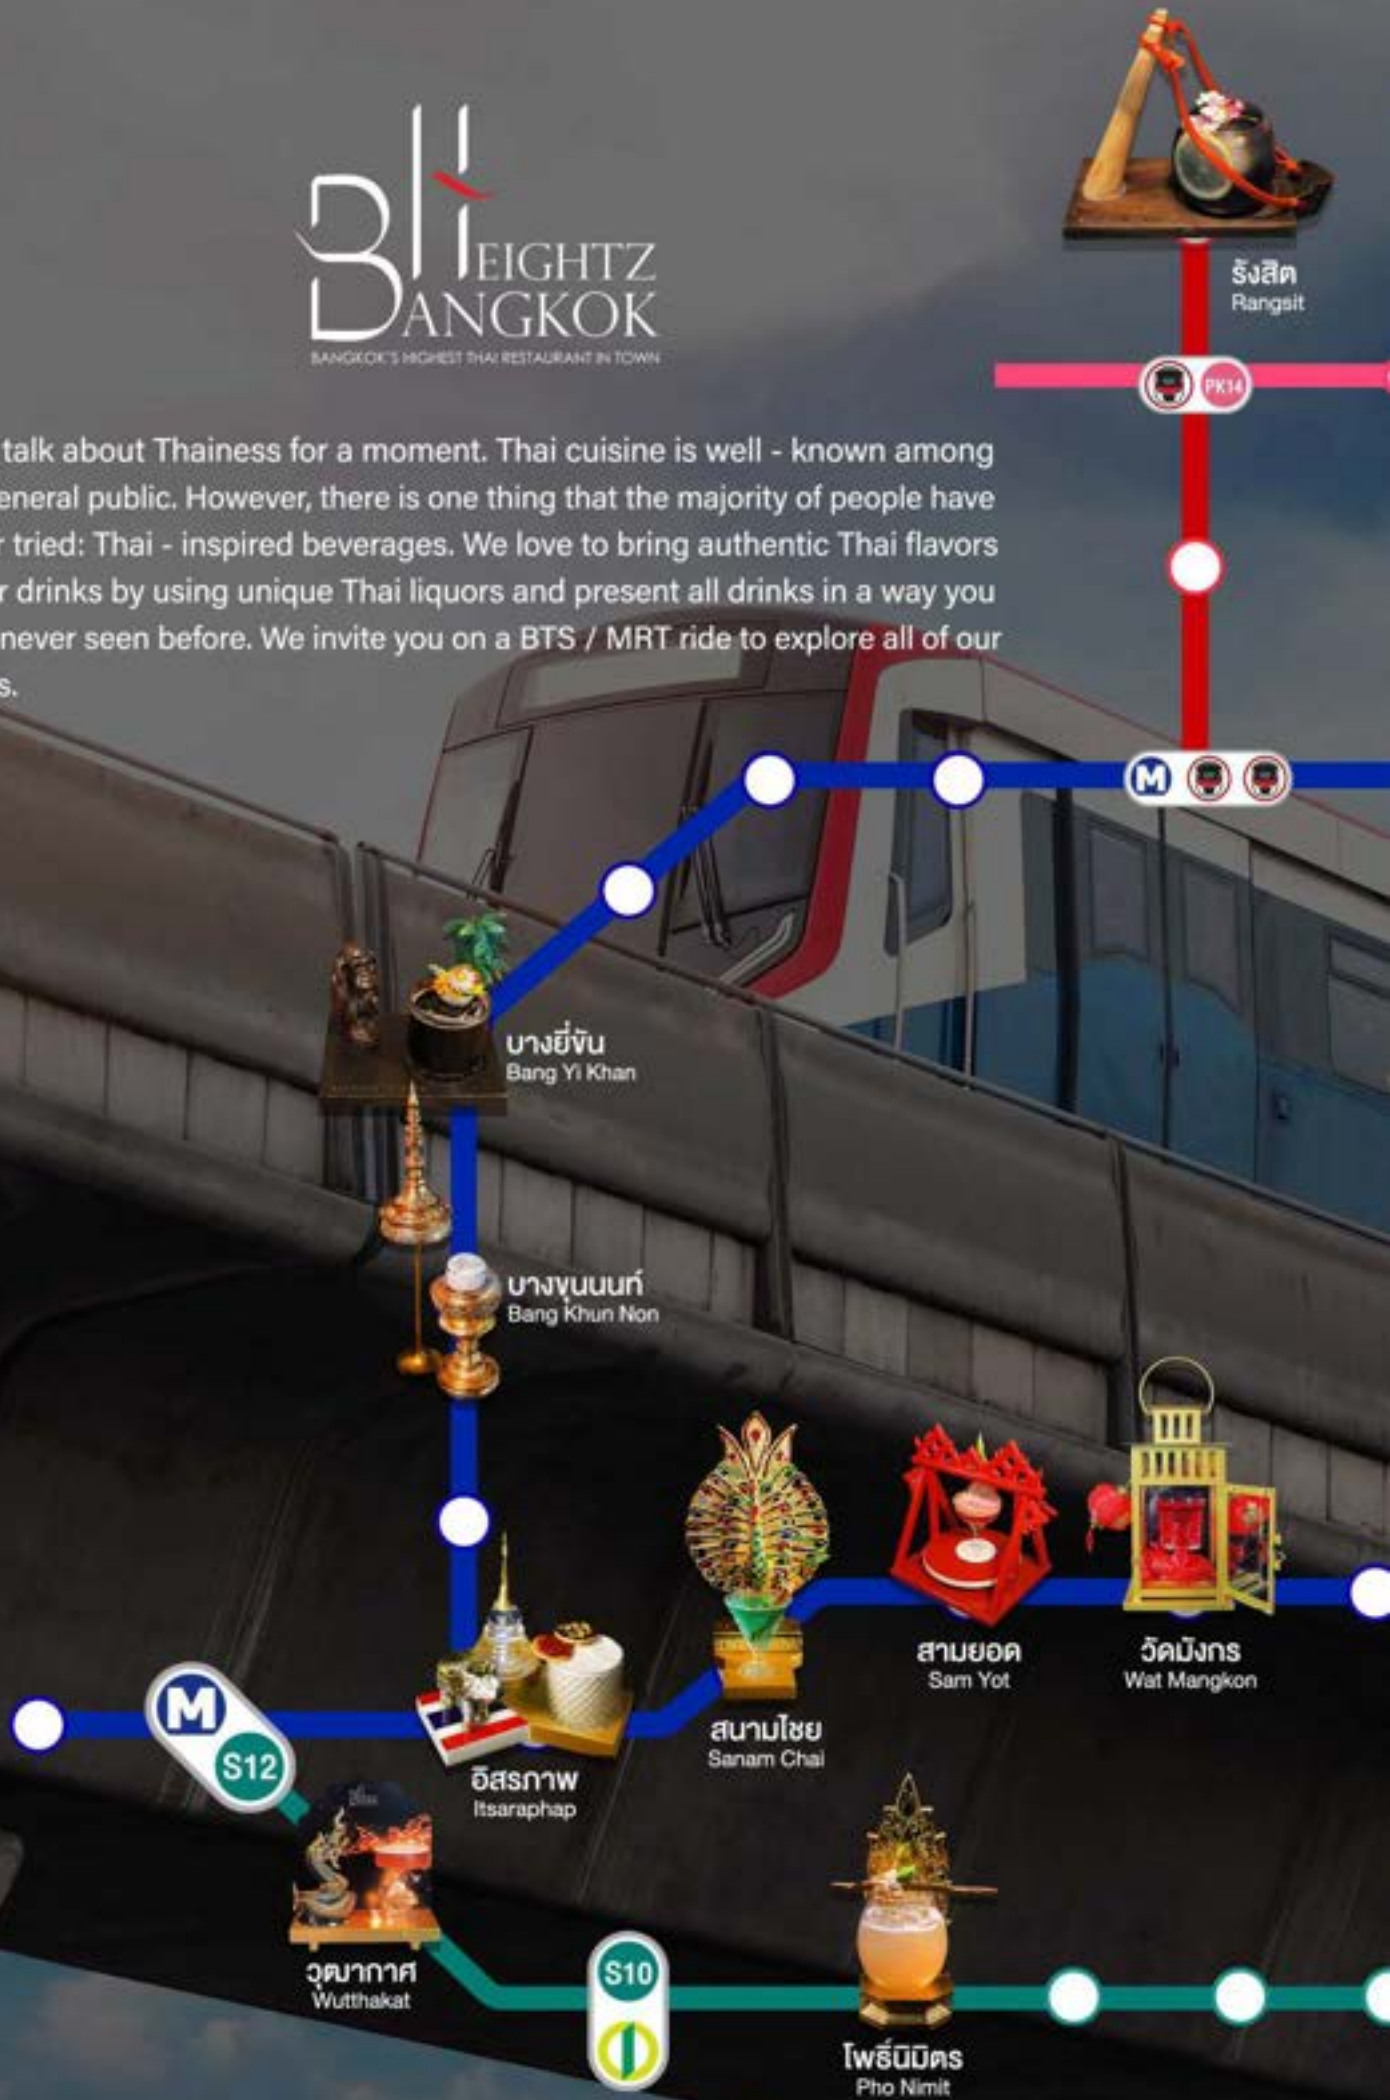 BHEIGHTZ
BANGKOK
BANGKOK'S HIGHEST THAI RESTAURANT IN TOWN
รังสิต
Rangsit
PK14
talk about Thainess for a moment. Thai cuisine is well - known among
eneral public. However, there is one thing that the majority of people have
r tried: Thai - inspired beverages. We love to bring authentic Thai flavors
r drinks by using unique Thai liquors and present all drinks in a way you
never seen before. We invite you on a BTS / MRT ride to explore all of our
s.
M
บางยี่ขัน
Bang Yi Khan
บางขุนนนท์
Bang Khun Non
สามยอด
Sam Yot
วัดมังกร
Wat Mangkon
M
S12
สนามไชย
Sanam Chai
อิสรภาพ
Itsaraphap
วุฒากาศ
Wutthakat
S10
โพธิ์นิมิตร
Pho Nimit